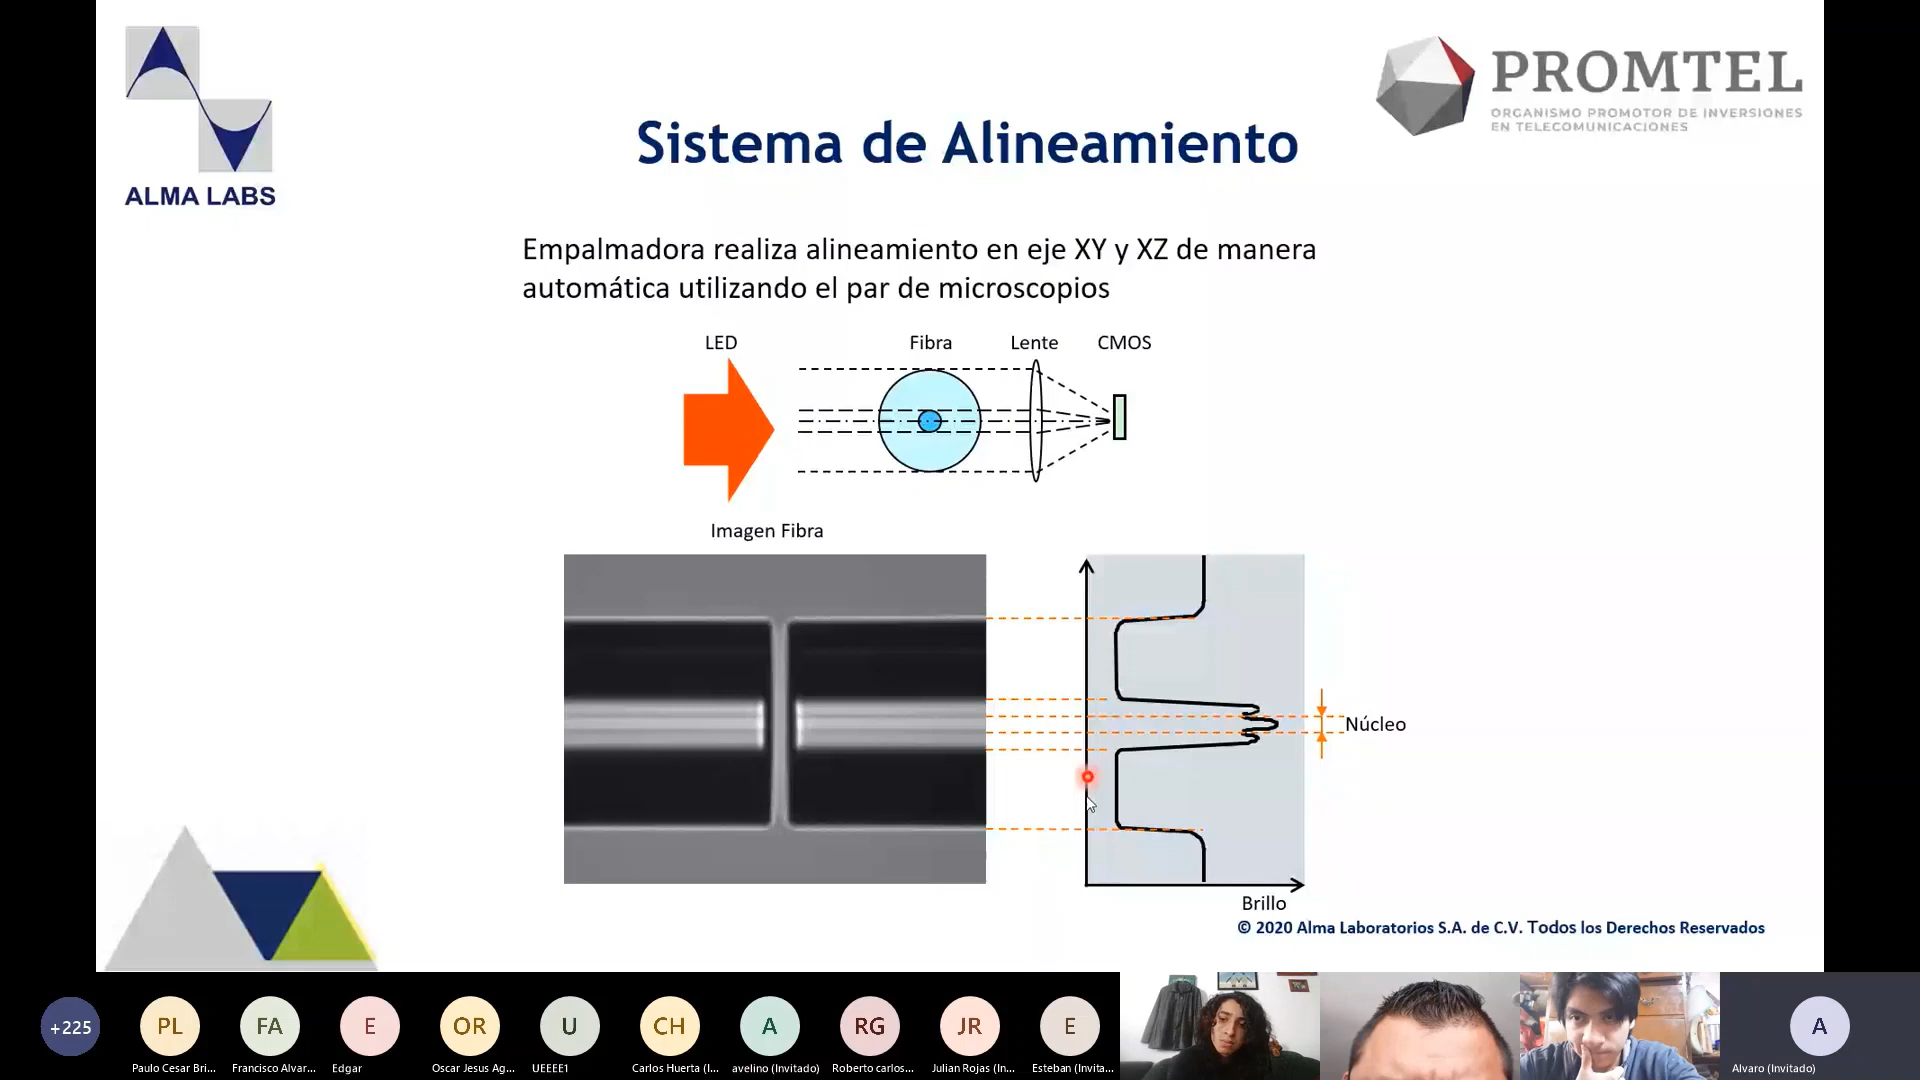 ALMA LABS
PROMTEL
ORGANISMO PROMOTOR DE INVERSIONES
EN TELECOMUNICACIONES
Sistema de Alineamiento
Empalmadora realiza alineamiento en eje XY y XZ de manera
automática utilizando el par de microscopios
LED
Fibra
Lente
CMOS
Imagen Fibra
Núcleo
Brillo
© 2020 Alma Laboratorios S.A. de C.V. Todos los Derechos Reservados
+225
PL
FA
E
OR
U
CH
A
RG
JR
E
A
Paulo Cesar Bri...
Francisco Alvar...
Edgar
Oscar Jesus Ag...
UEEEE1
Carlos Huerta (I...
avelino (Invitado)
Roberto carlos...
Julian Rojas (In...
Esteban (Invita...
Alvaro (Invitado)